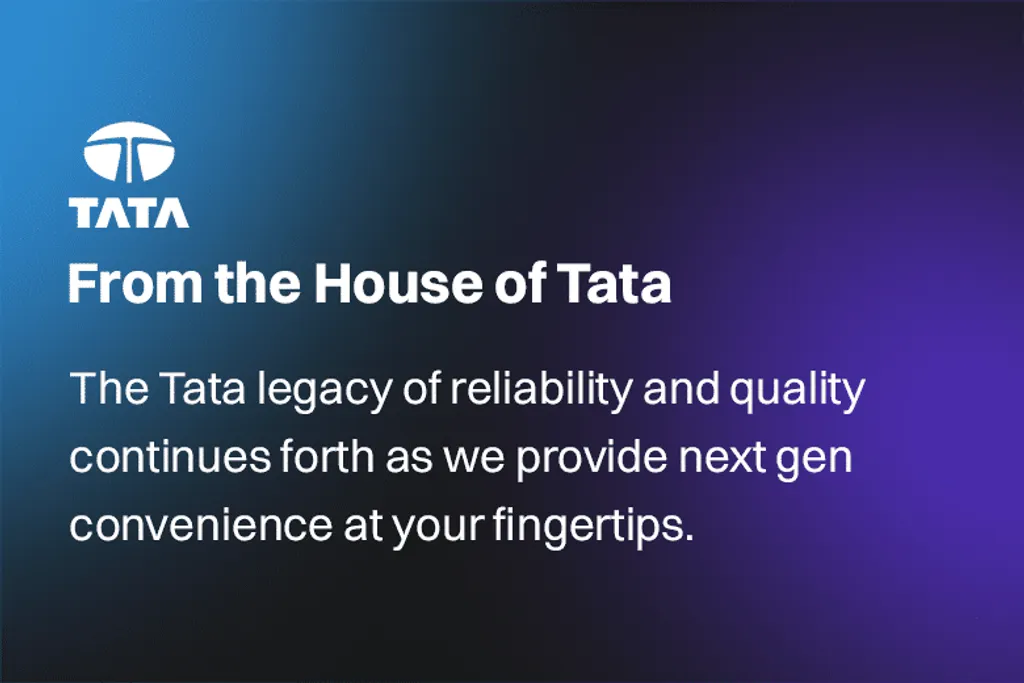 TATA
From the House of Tata
The Tata legacy of reliability and quality
continues forth as we provide next gen
convenience at your fingertips.